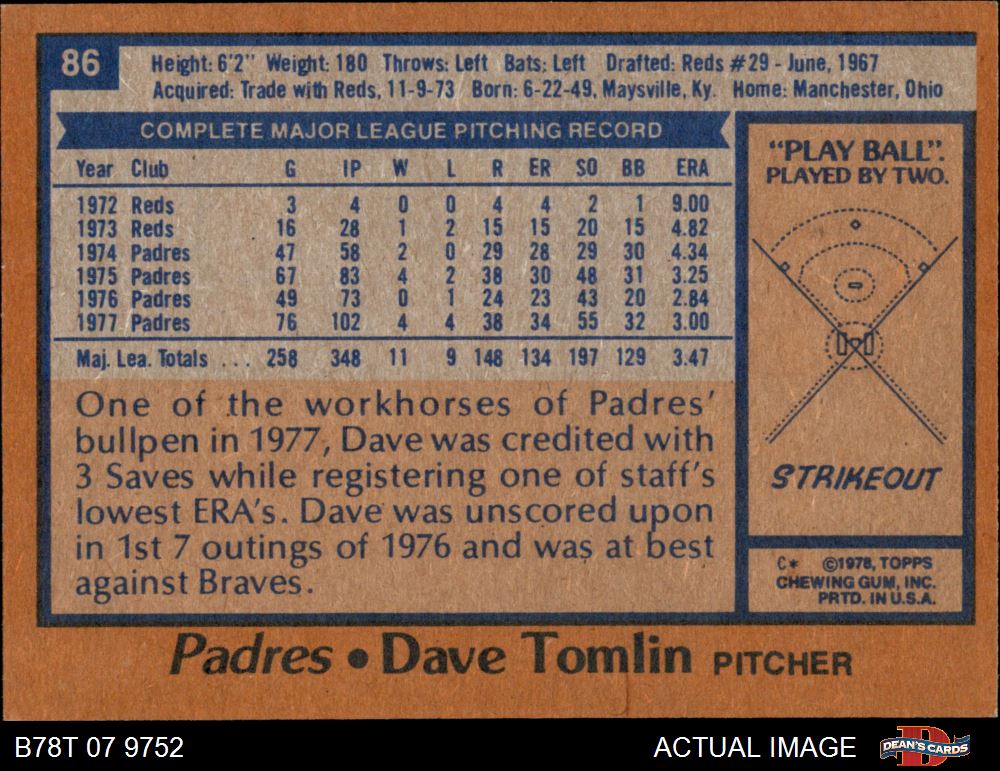 86
Height: 6'2" Weight: 180 Throws: Left Bats: Left Drafted: Reds #29 - June, 1967
Acquired: Trade with Reds, 11-9-73 Born: 6-22-49, Maysville, Ky. Home: Manchester, Ohio
COMPLETE MAJOR LEAGUE PITCHING RECORD
Year Club G IP W L R ER SO BB ERA
1972 Reds 3 4 0 0 4 4 2 1 9.00
1973 Reds 16 28 1 2 15 15 20 15 4.82
1974 Padres 47 58 2 0 29 28 29 30 4.34
1975 Padres 67 83 4 2 38 30 48 31 3.25
1976 Padres 49 73 0 1 24 23 43 20 2.84
1977 Padres 76 102 4 4 38 34 55 32 3.00
Maj. Lea. Totals ... 258 348 11 9 148 134 197 129 3.47
One of the workhorses of Padres'
bullpen in 1977, Dave was credited with
3 Saves while registering one of staff's
lowest ERA's. Dave was unscored upon
in 1st 7 outings of 1976 and was at best
against Braves.
"PLAY BALL".
PLAYED BY TWO.
STRIKEOUT
C* ©1978, TOPPS
CHEWING GUM, INC.
PRTD. IN U.S.A.
Padres • Dave Tomlin PITCHER
B78T 07 9752 ACTUAL IMAGE
DEAN'S CARDS